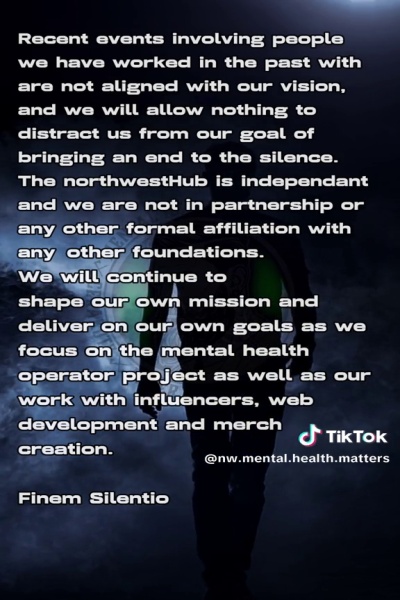 Recent events involving people
we have worked in the past with
are not aligned with our vision,
and we will allow nothing to
distract us from our goal of
bringing an end to the silence.
The northwestHub is independant
and we are not in partnership or
any other formal affiliation with
any other foundations.
We will continue to
shape our own mission and
deliver on our own goals as we
focus on the mental health
operator project as well as our
work with influencers, web
development and merch
creation.
TikTok
@nw.mental.health.matters
Finem Silentio